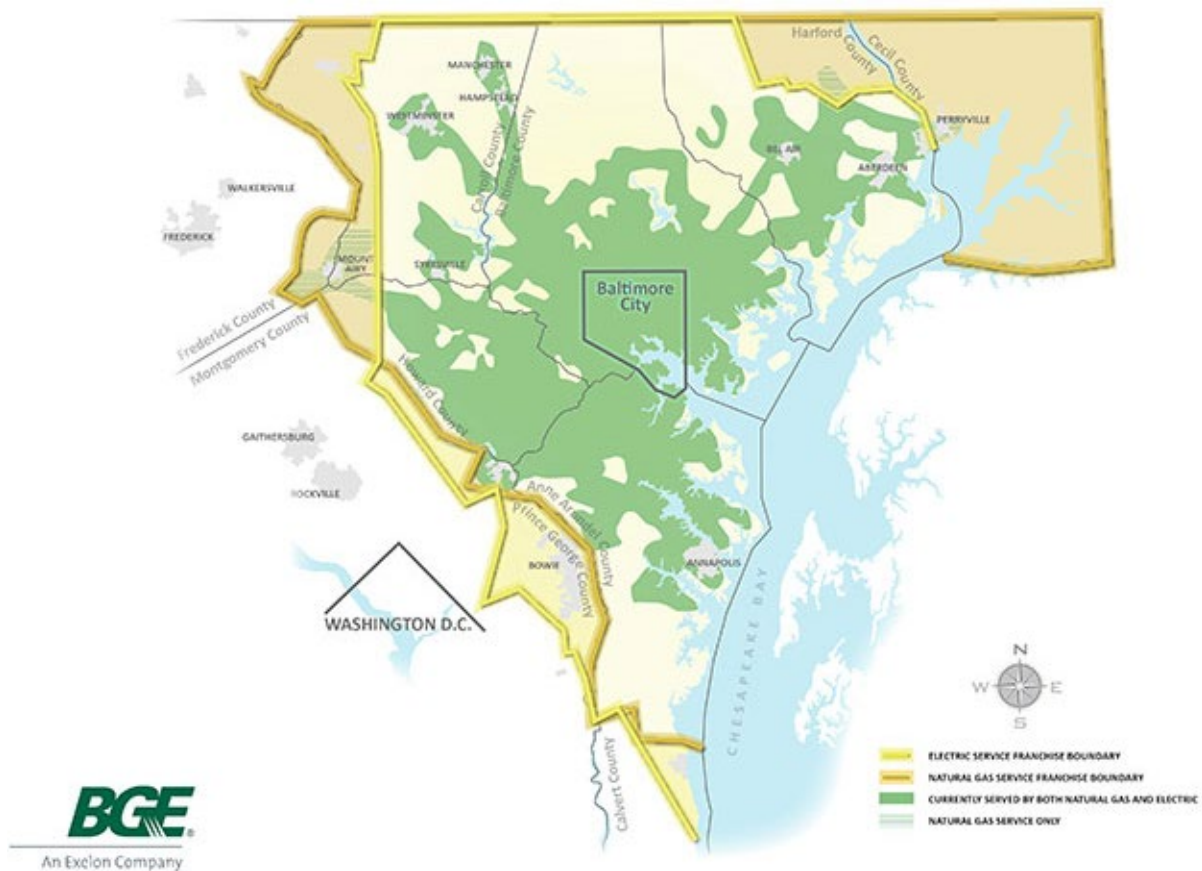 Harford
County
Cecil County
MANCHESTER
HAMPSTEAD
WESTMINSTER
PERRYVILLE
BEL AIR
ABERDEEN
Carroll County
Baltimore County
WALKERSVILLE
FREDERICK
MOUNT
AIRY
SYKESVILLE
Baltimore
City
Frederick County
Montgomery County
Howard County
GAITHERSBURG
ROCKVILLE
Anne Arundel County
Prince George County
BOWIE
ANNAPOLIS
WASHINGTON D.C.
CHESAPEAKE BAY
Calvert County
N
W
E
S
ELECTRIC SERVICE FRANCHISE BOUNDARY
NATURAL GAS SERVICE FRANCHISE BOUNDARY
CURRENTLY SERVED BY BOTH NATURAL GAS AND ELECTRIC
NATURAL GAS SERVICE ONLY
BGE®
An Exelon Company